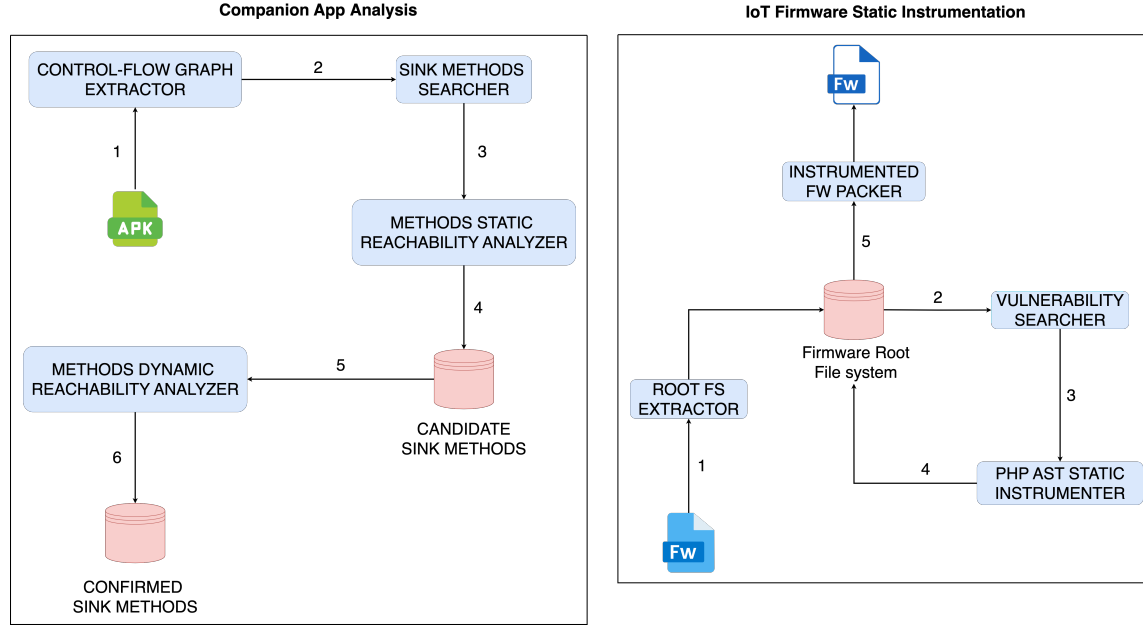 Companion App Analysis
CONTROL-FLOW GRAPH
EXTRACTOR
2
SINK METHODS
SEARCHER
1
3
APK
METHODS STATIC
REACHABILITY ANALYZER
4
METHODS DYNAMIC
REACHABILITY ANALYZER
5
CANDIDATE
SINK METHODS
6
CONFIRMED
SINK METHODS
IoT Firmware Static Instrumentation
Fw
INSTRUMENTED
FW PACKER
5
2
VULNERABILITY
SEARCHER
Firmware Root
File system
ROOT FS
EXTRACTOR
3
1
4
PHP AST STATIC
INSTRUMENTER
Fw